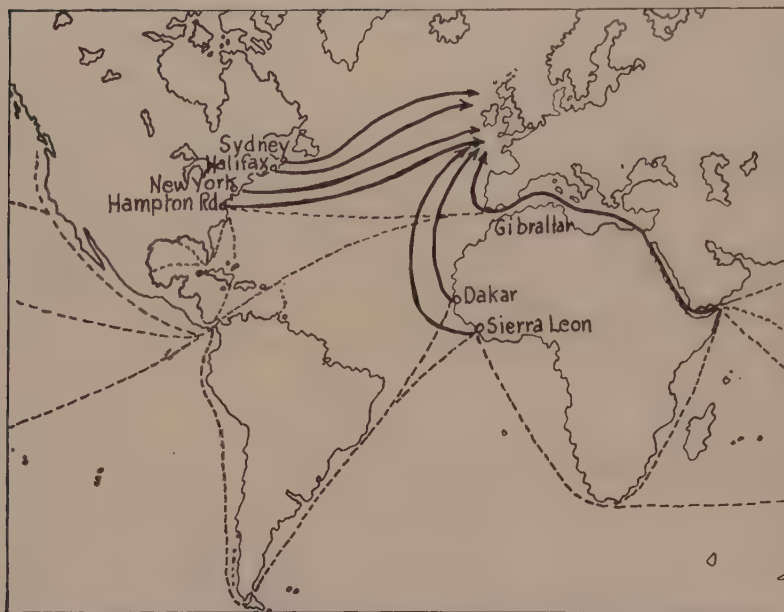 Sydney
Halifax
New York
Hampton Rd
Gibraltar
Dakar
Sierra Leon